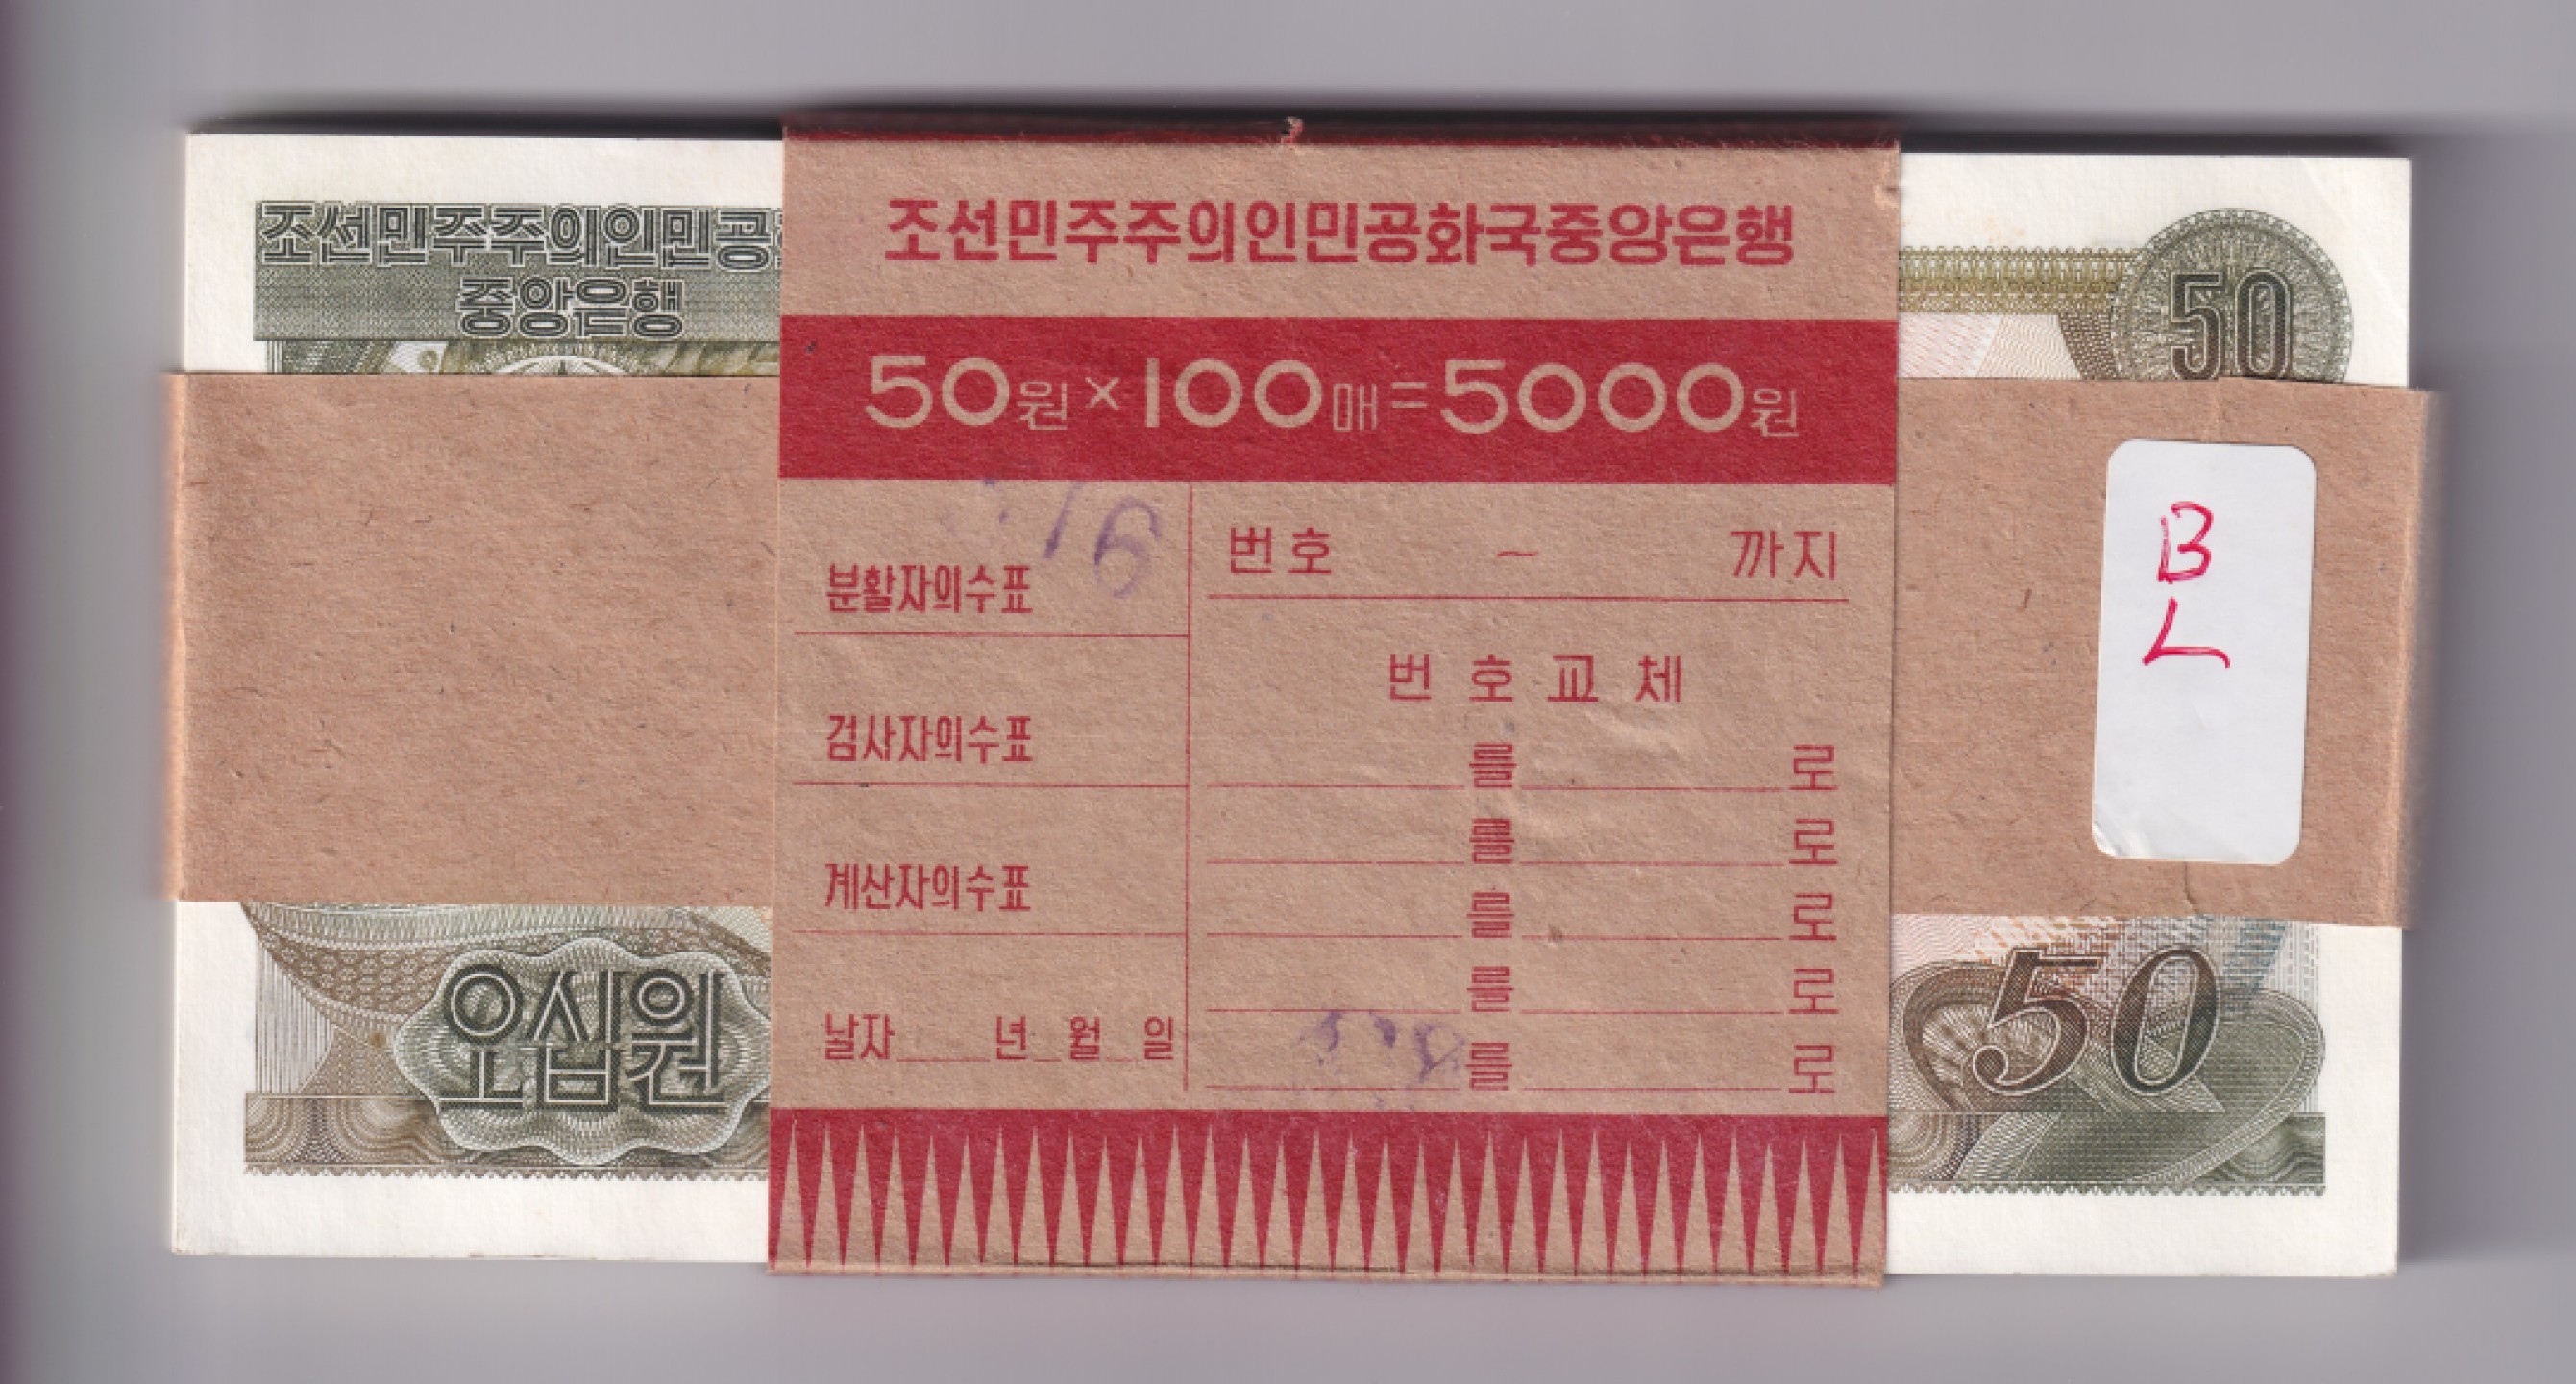 조선민주주의인민공
중앙은행
50
조선민주주의인민공화국중앙은행
50원×100매=5000원
16
분활자의수표
번호 ~ 까지
번호교체
검사자의수표
를 로
를 로
계산자의수표
를 로
를 로
날자 년 월 일
를 로
B
L
오십원
50